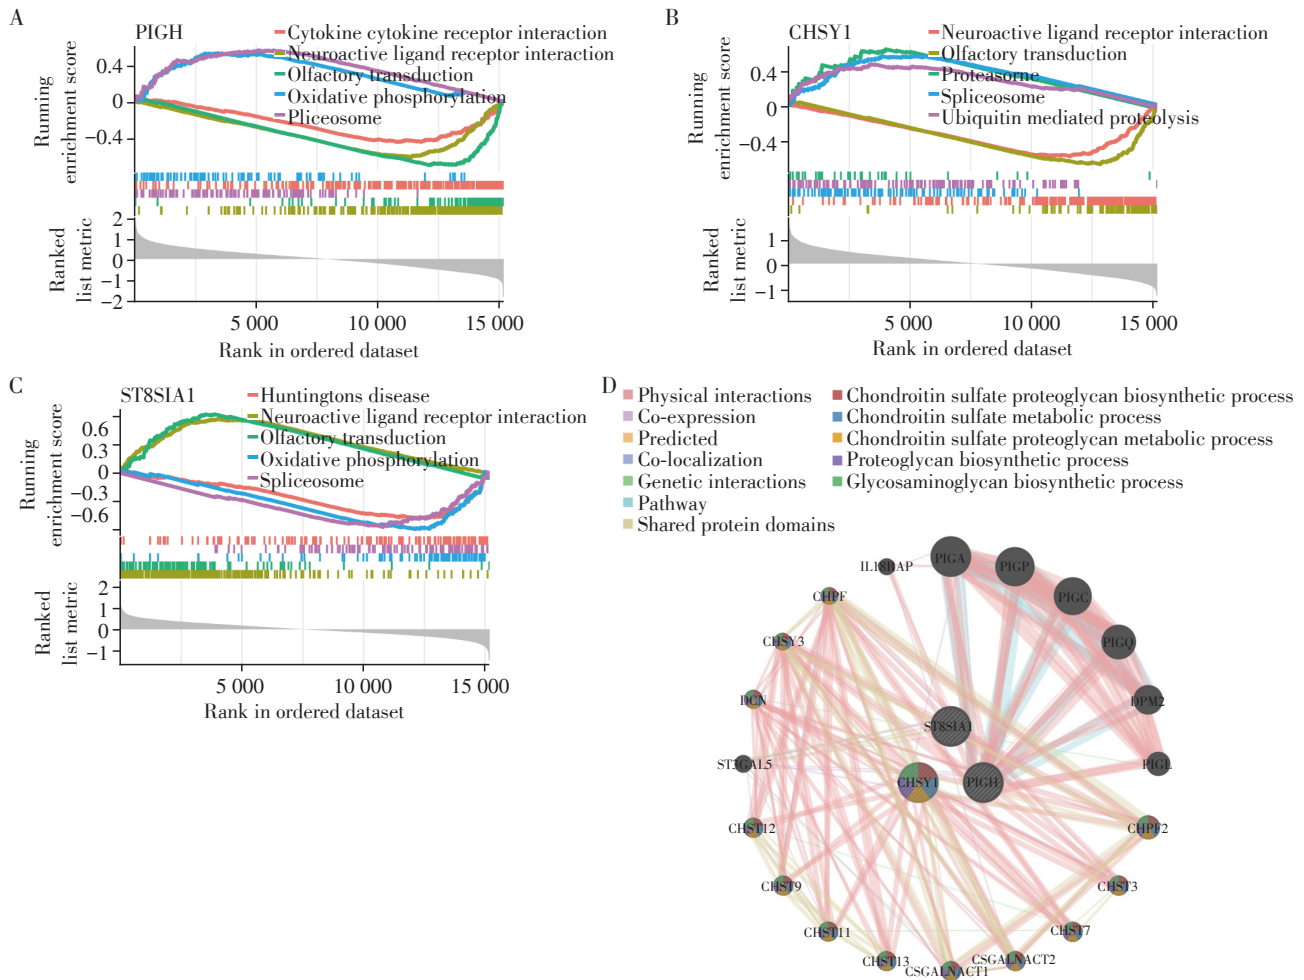 A
PIGH
Cytokine cytokine receptor interaction
Neuroactive ligand receptor interaction
Olfactory transduction
Oxidative phosphorylation
Pliceosome
Running
enrichment score
0.4
0
−0.4
Ranked
list metric
2
1
0
−1
−2
5 000
10 000
15 000
Rank in ordered dataset
B
CHSY1
Neuroactive ligand receptor interaction
Olfactory transduction
Proteasorne
Spliceosome
Ubiquitin mediated proteolysis
Running
enrichment score
0.4
0
−0.4
Ranked
list metric
1
0
−1
5 000
10 000
15 000
Rank in ordered dataset
C
ST8SIA1
Huntingtons disease
Neuroactive ligand receptor interaction
Olfactory transduction
Oxidative phosphorylation
Spliceosome
Running
enrichment score
0.6
0.3
0
−0.3
−0.6
Ranked
list metric
2
1
0
−1
5 000
10 000
15 000
Rank in ordered dataset
D
Physical interactions
Co-expression
Predicted
Co-localization
Genetic interactions
Pathway
Shared protein domains
Chondroitin sulfate proteoglycan biosynthetic process
Chondroitin sulfate metabolic process
Chondroitin sulfate proteoglycan metabolic process
Proteoglycan biosynthetic process
Glycosaminoglycan biosynthetic process
IL18RAP
PIGA
PIGP
PIGC
PIGQ
DPM2
PIGL
CHPF
CHSY3
DCN
ST3GAL5
ST8SIA1
CHSY1
PIGH
CHST12
CHST9
CHST11
CHST13
CSGALNACT1
CSGALNACT2
CHST7
CHST3
CHPF2